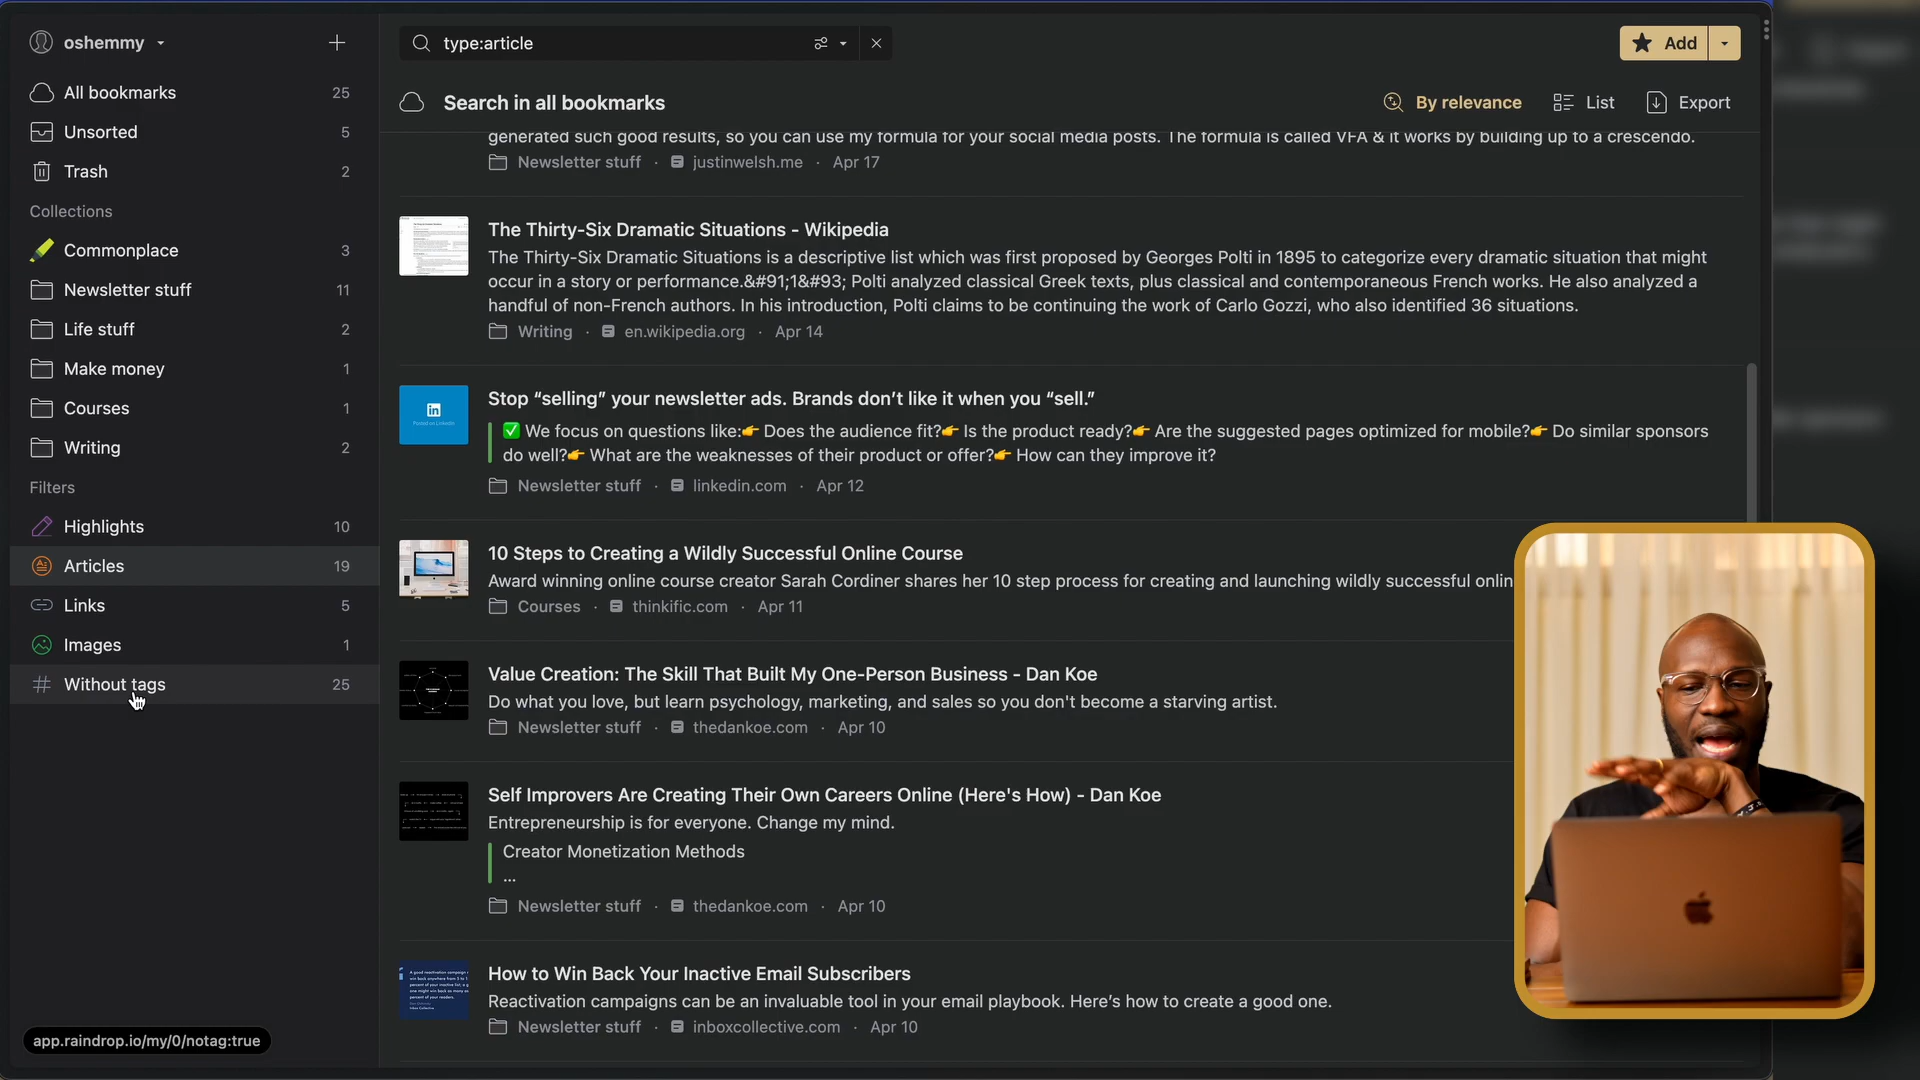 oshemmy
All bookmarks 25
Unsorted 5
Trash 2
Collections
Commonplace 3
Newsletter stuff 11
Life stuff 2
Make money 1
Courses 1
Writing 2
Filters
Highlights 10
Articles 19
Links 5
Images 1
Without tags 25
app.raindrop.io/my/0/notag:true
type:article
Add
Search in all bookmarks
By relevance
List
Export
generated such good results, so you can use my formula for your social media posts. The formula is called VFA & it works by building up to a crescendo.
Newsletter stuff · justinwelsh.me · Apr 17
The Thirty-Six Dramatic Situations - Wikipedia
The Thirty-Six Dramatic Situations is a descriptive list which was first proposed by Georges Polti in 1895 to categorize every dramatic situation that might
occur in a story or performance.&#91;1&#93; Polti analyzed classical Greek texts, plus classical and contemporaneous French works. He also analyzed a
handful of non-French authors. In his introduction, Polti claims to be continuing the work of Carlo Gozzi, who also identified 36 situations.
Writing · en.wikipedia.org · Apr 14
in
Stop “selling” your newsletter ads. Brands don’t like it when you “sell.”
✅ We focus on questions like:👉 Does the audience fit?👉 Is the product ready?👉 Are the suggested pages optimized for mobile?👉 Do similar sponsors
do well?👉 What are the weaknesses of their product or offer?👉 How can they improve it?
Newsletter stuff · linkedin.com · Apr 12
10 Steps to Creating a Wildly Successful Online Course
Award winning online course creator Sarah Cordiner shares her 10 step process for creating and launching wildly successful onlin
Courses · thinkific.com · Apr 11
Value Creation: The Skill That Built My One-Person Business - Dan Koe
Do what you love, but learn psychology, marketing, and sales so you don't become a starving artist.
Newsletter stuff · thedankoe.com · Apr 10
Self Improvers Are Creating Their Own Careers Online (Here's How) - Dan Koe
Entrepreneurship is for everyone. Change my mind.
Creator Monetization Methods
...
Newsletter stuff · thedankoe.com · Apr 10
How to Win Back Your Inactive Email Subscribers
Reactivation campaigns can be an invaluable tool in your email playbook. Here’s how to create a good one.
Newsletter stuff · inboxcollective.com · Apr 10